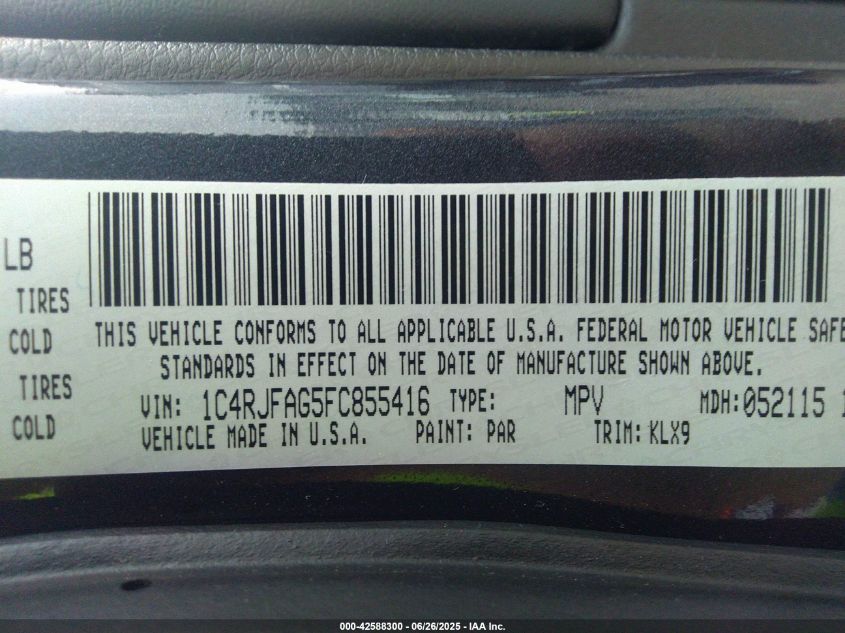 LB
TIRES
COLD
TIRES
COLD
THIS VEHICLE CONFORMS TO ALL APPLICABLE U.S.A. FEDERAL MOTOR VEHICLE SAFE
STANDARDS IN EFFECT ON THE DATE OF MANUFACTURE SHOWN ABOVE.
VIN: 1C4RJFAG5FC855416 TYPE: MPV MDH:052115 1
VEHICLE MADE IN U.S.A. PAINT: PAR TRIM: KLX9
000-42588300 - 06/26/2025 - IAA Inc.